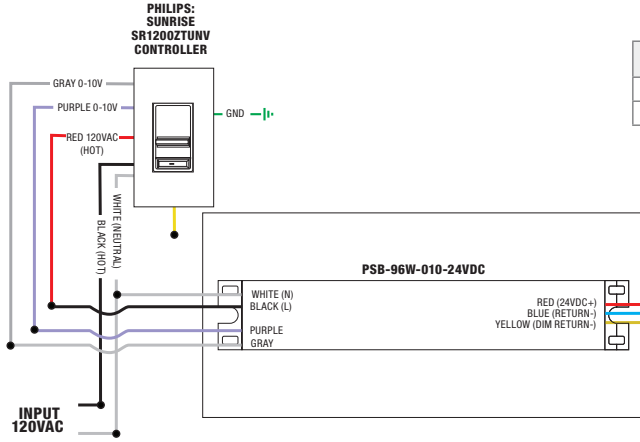 PHILIPS:
SUNRISE
SR1200ZTUNV
CONTROLLER
GRAY 0-10V
PURPLE 0-10V
GND
RED 120VAC
(HOT)
WHITE (NEUTRAL)
BLACK (HOT)
PSB-96W-010-24VDC
WHITE (N)
BLACK (L)
PURPLE
GRAY
RED (24VDC+)
BLUE (RETURN-)
YELLOW (DIM RETURN-)
INPUT
120VAC